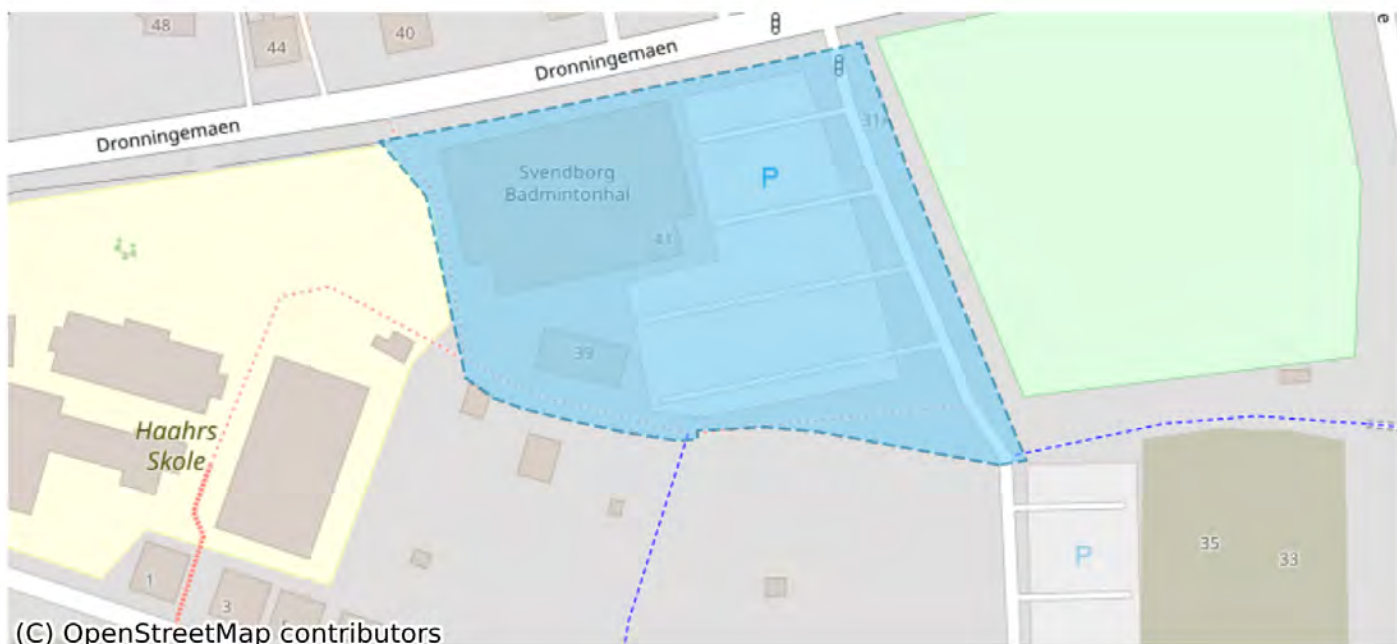 48
44
40
Dronningemaen
Dronningemaen
31A
Svendborg
Badmintonhal
P
41
39
Haahrs
Skole
1
3
P
35
33
(C) OpenStreetMap contributors